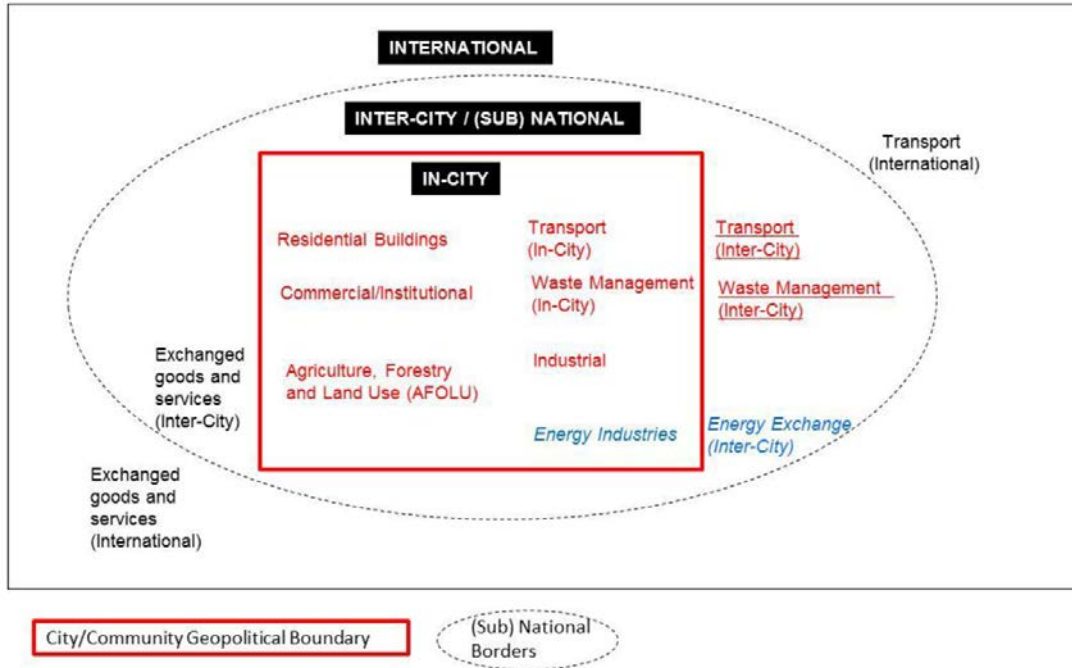 INTERNATIONAL
INTER-CITY / (SUB) NATIONAL
Transport
(International)
IN-CITY
Residential Buildings
Transport
(In-City)
Transport
(Inter-City)
Commercial/Institutional
Waste Management
(In-City)
Waste Management
(Inter-City)
Exchanged
goods and
services
(Inter-City)
Agriculture, Forestry
and Land Use (AFOLU)
Industrial
Energy Industries
Energy Exchange
(Inter-City)
Exchanged
goods and
services
(International)
City/Community Geopolitical Boundary
(Sub) National
Borders